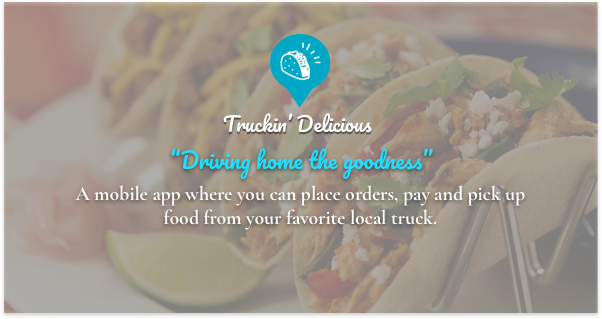 Truckin' Delicious
"Driving home the goodness"
A mobile app where you can place orders, pay and pick up
food from your favorite local truck.